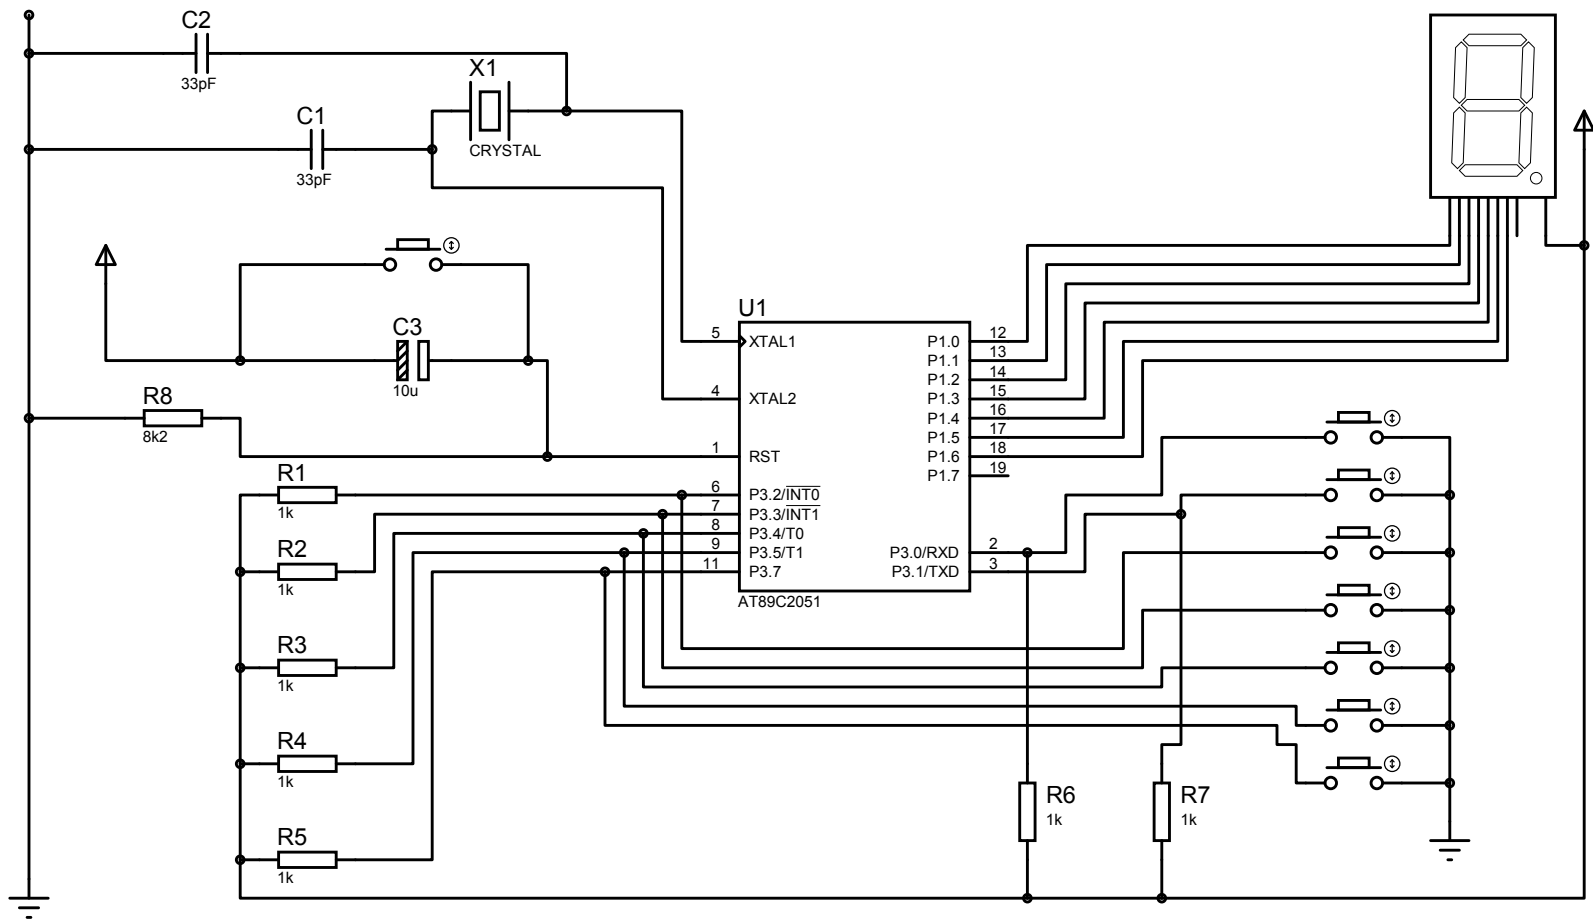 C2
33pF
X1
CRYSTAL
C1
33pF
C3
10u
R8
8k2
U1
5 XTAL1
4 XTAL2
1 RST
6 P3.2/INT0
7 P3.3/INT1
8 P3.4/T0
9 P3.5/T1
11 P3.7
P1.0 12
P1.1 13
P1.2 14
P1.3 15
P1.4 16
P1.5 17
P1.6 18
P1.7 19
P3.0/RXD 2
P3.1/TXD 3
AT89C2051
R1
1k
R2
1k
R3
1k
R4
1k
R5
1k
R6
1k
R7
1k